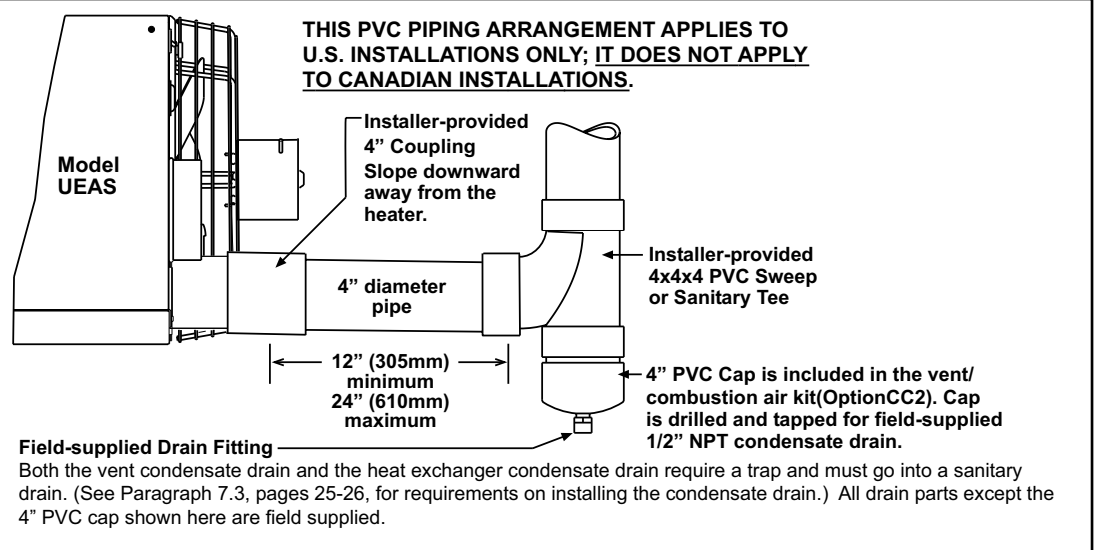 THIS PVC PIPING ARRANGEMENT APPLIES TO
U.S. INSTALLATIONS ONLY; IT DOES NOT APPLY
TO CANADIAN INSTALLATIONS.
Model
UEAS
Installer-provided
4” Coupling
Slope downward
away from the
heater.
4” diameter
pipe
Installer-provided
4x4x4 PVC Sweep
or Sanitary Tee
12” (305mm)
minimum
24” (610mm)
maximum
4” PVC Cap is included in the vent/
combustion air kit(OptionCC2). Cap
is drilled and tapped for field-supplied
1/2” NPT condensate drain.
Field-supplied Drain Fitting
Both the vent condensate drain and the heat exchanger condensate drain require a trap and must go into a sanitary
drain. (See Paragraph 7.3, pages 25-26, for requirements on installing the condensate drain.) All drain parts except the
4” PVC cap shown here are field supplied.